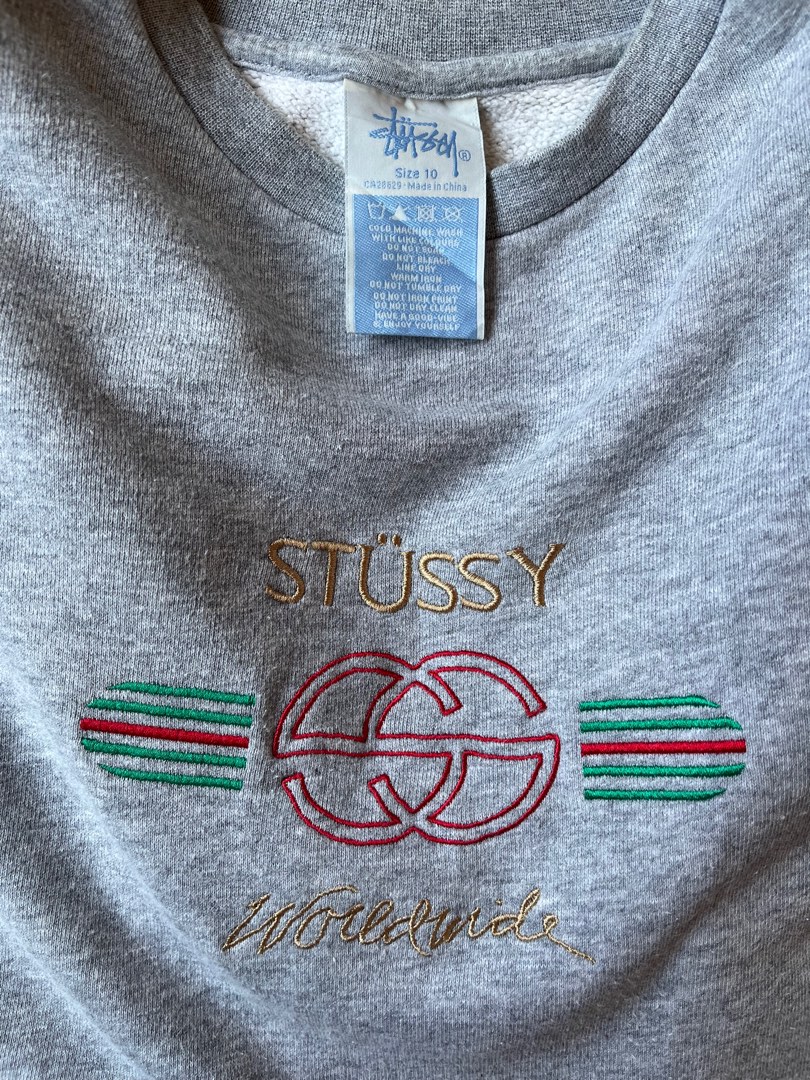 Stüssy®
Size 10
CA28629 · Made in China
COLD MACHINE WASH
WITH LIKE COLOURS
DO NOT SOAK
DO NOT BLEACH
LINE DRY
WARM IRON
DO NOT TUMBLE DRY
DO NOT IRON PRINT
DO NOT DRY CLEAN
HAVE A GOOD-VIBE
& ENJOY YOURSELF
STÜSSY
Worldwide